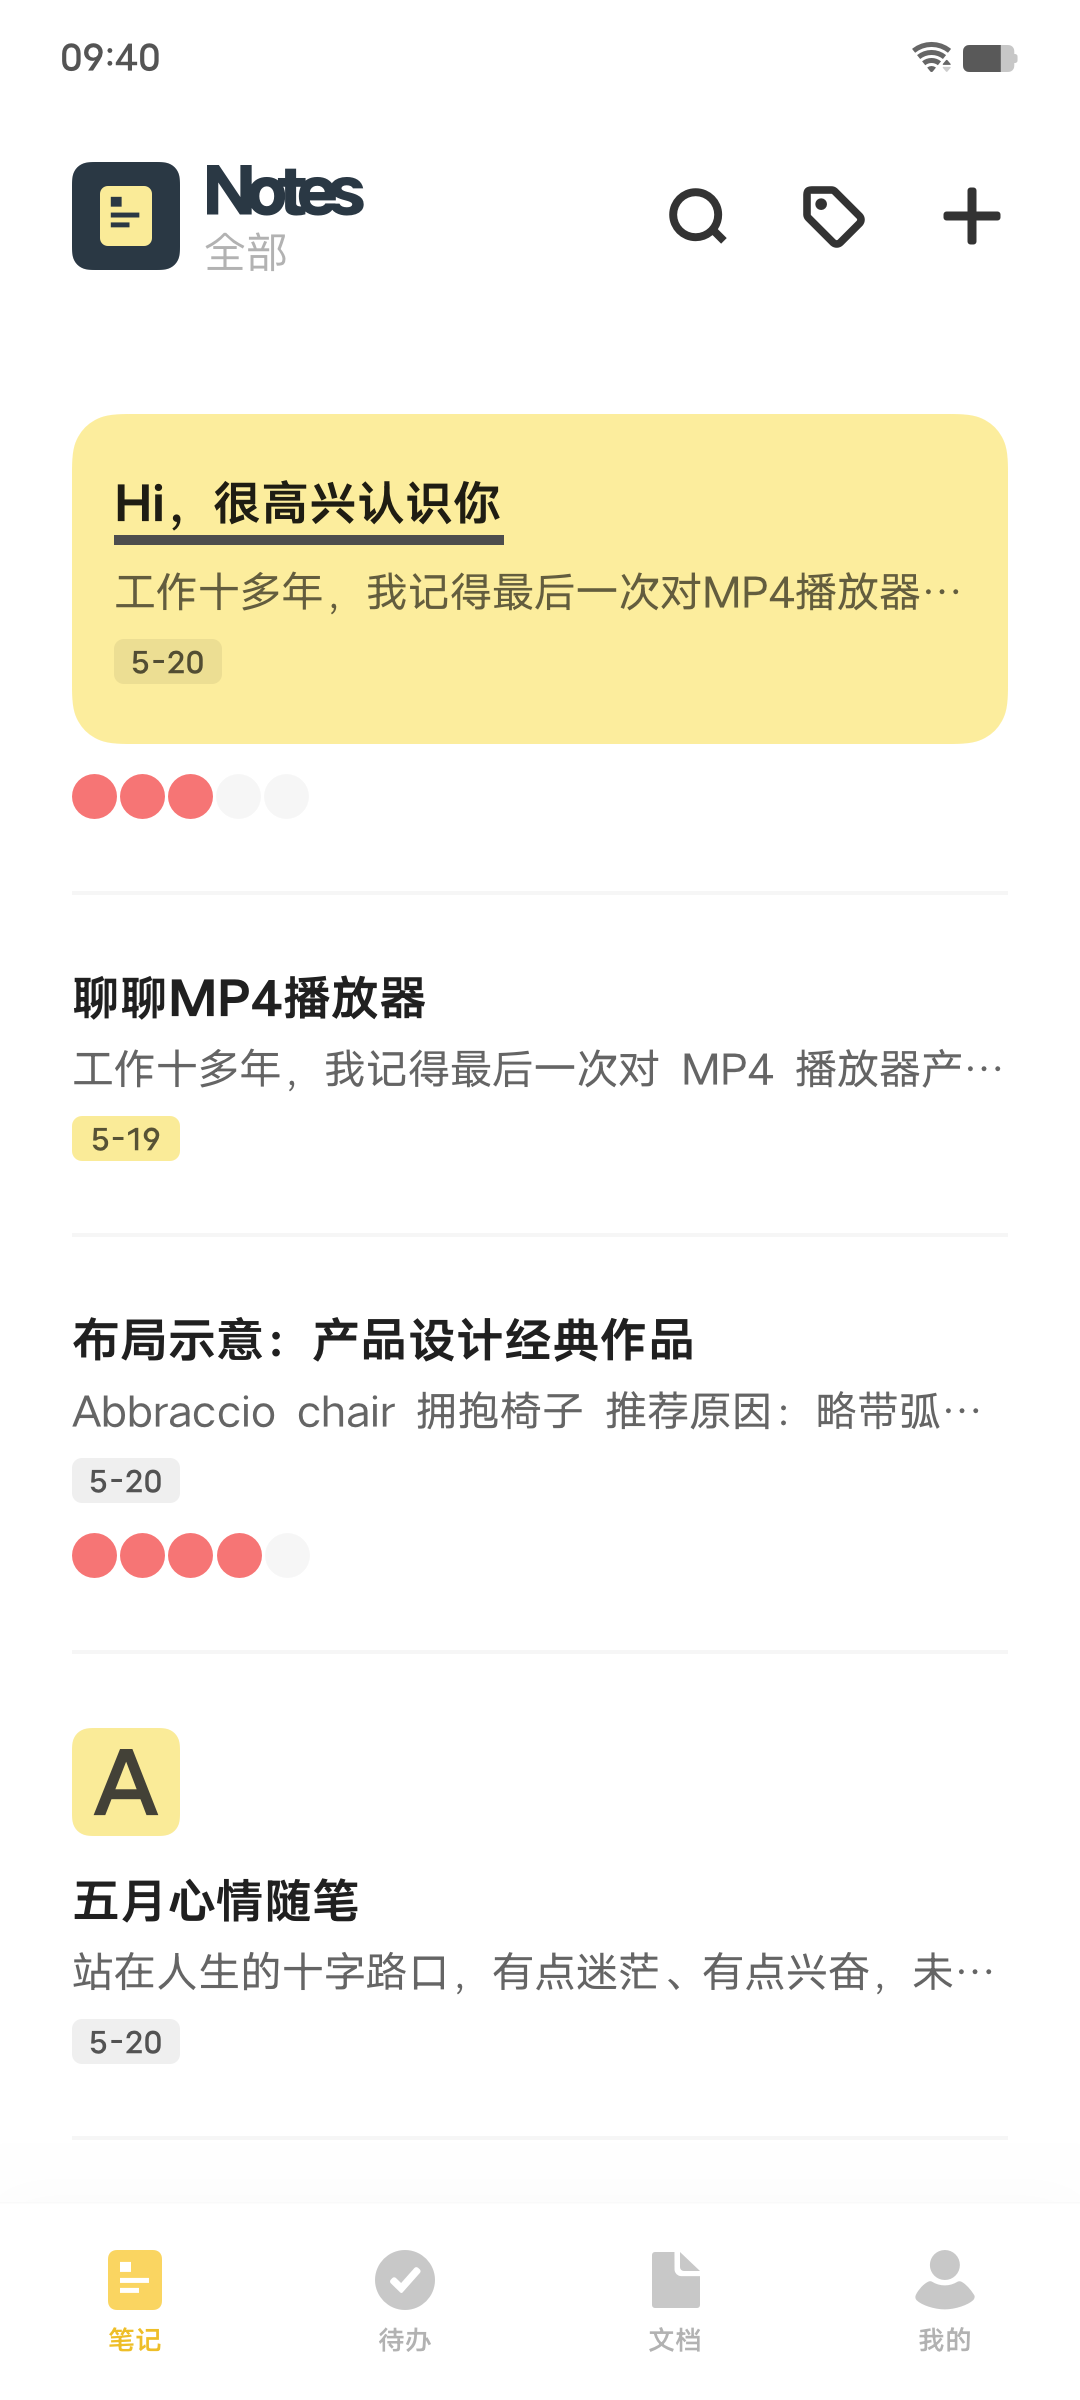 09:40
Notes
全部
Hi，很高兴认识你
工作十多年，我记得最后一次对MP4播放器…
5-20
聊聊MP4播放器
工作十多年，我记得最后一次对 MP4 播放器产…
5-19
布局示意：产品设计经典作品
Abbraccio chair 拥抱椅子 推荐原因：略带弧…
5-20
A
五月心情随笔
站在人生的十字路口，有点迷茫、有点兴奋，未…
5-20
笔记
待办
文档
我的